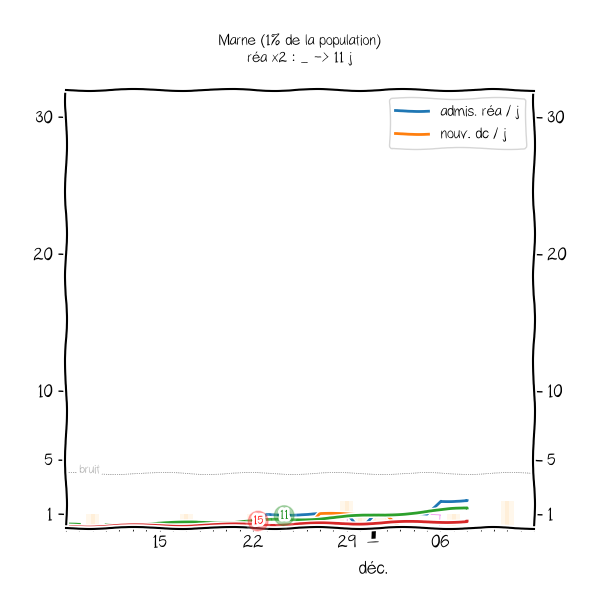 Marne (1% de la population)
réa x2 : _ -> 11 j
admis. réa / j
nouv. dc / j
30 30
20 20
10 10
5 5
bruit
1 1
15 11
15 22 29 06
déc.